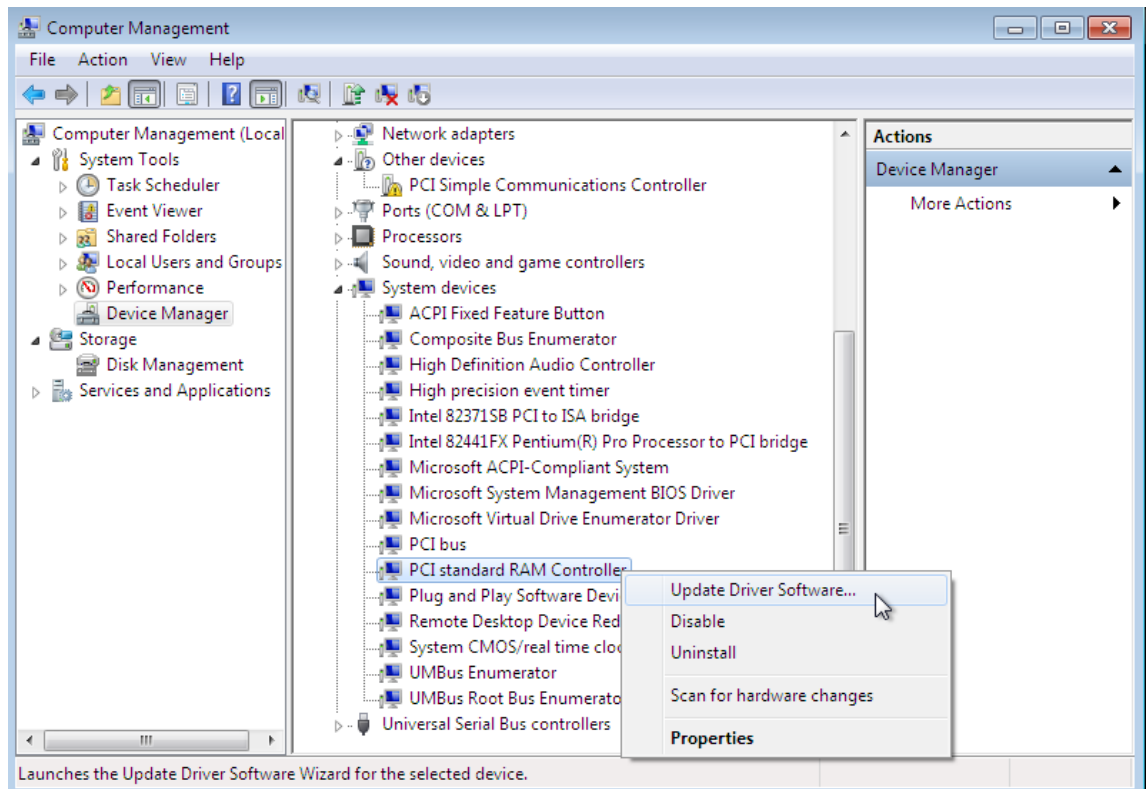 Computer Management
File Action View Help
Computer Management (Local
System Tools
Task Scheduler
Event Viewer
Shared Folders
Local Users and Groups
Performance
Device Manager
Storage
Disk Management
Services and Applications
Network adapters
Other devices
PCI Simple Communications Controller
Ports (COM & LPT)
Processors
Sound, video and game controllers
System devices
ACPI Fixed Feature Button
Composite Bus Enumerator
High Definition Audio Controller
High precision event timer
Intel 82371SB PCI to ISA bridge
Intel 82441FX Pentium(R) Pro Processor to PCI bridge
Microsoft ACPI-Compliant System
Microsoft System Management BIOS Driver
Microsoft Virtual Drive Enumerator Driver
PCI bus
PCI standard RAM Controller
Plug and Play Software Devi
Remote Desktop Device Red
System CMOS/real time cloc
UMBus Enumerator
UMBus Root Bus Enumerato
Universal Serial Bus controllers
Update Driver Software...
Disable
Uninstall
Scan for hardware changes
Properties
Actions
Device Manager
More Actions
Launches the Update Driver Software Wizard for the selected device.